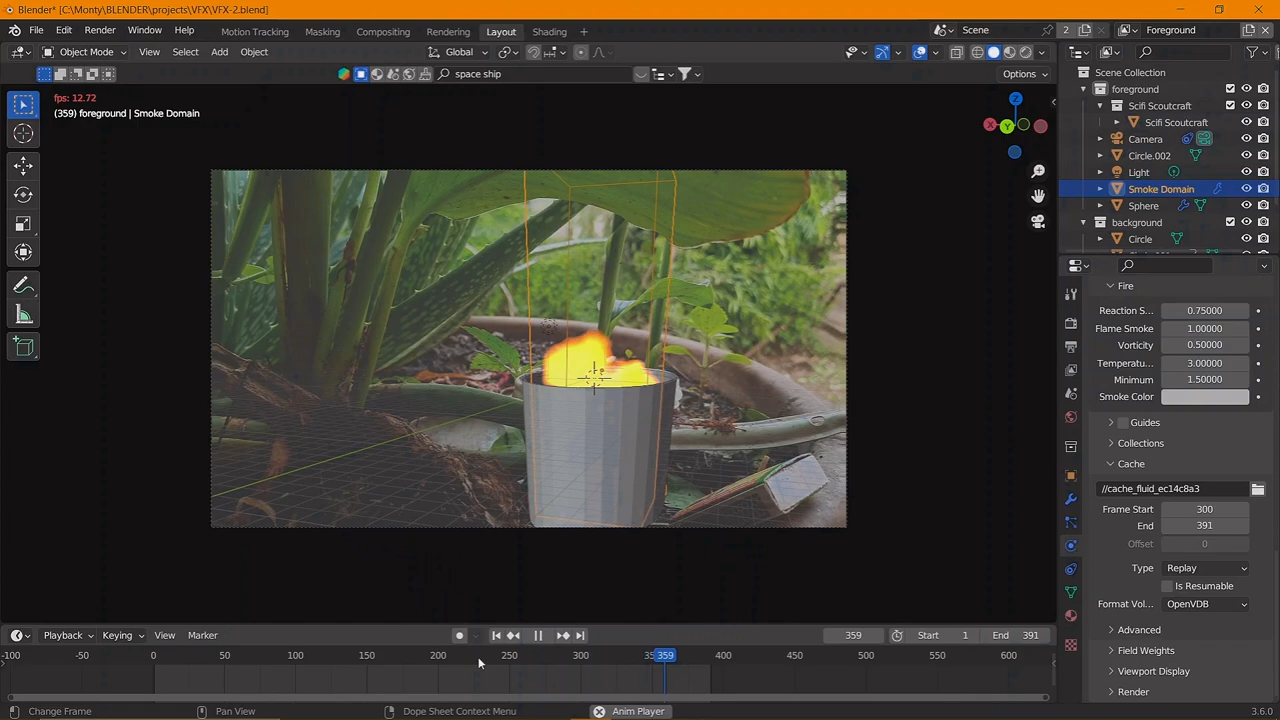 Blender* [C:\Monty\BLENDER\projects\VFX\VFX-2.blend]
File Edit Render Window Help Motion Tracking Masking Compositing Rendering Layout Shading + Scene 2 Foreground
Object Mode View Select Add Object Global
space ship Options
fps: 12.72
(359) foreground | Smoke Domain
Z
X Y
Scene Collection
foreground
Scifi Scoutcraft
Scifi Scoutcraft
Camera
Circle.002
Light
Smoke Domain
Sphere
background
Circle
Fire
Reaction S... 0.75000
Flame Smoke 1.00000
Vorticity 0.50000
Temperatu... 3.00000
Minimum 1.50000
Smoke Color
Guides
Collections
Cache
//cache_fluid_ec14c8a3
Frame Start 300
End 391
Offset 0
Type Replay
Is Resumable
Format Vol... OpenVDB
Advanced
Field Weights
Viewport Display
Render
Playback Keying View Marker 359 Start 1 End 391
-100 -50 0 50 100 150 200 250 300 35 359 400 450 500 550 600
Change Frame Pan View Dope Sheet Context Menu Anim Player 3.6.0